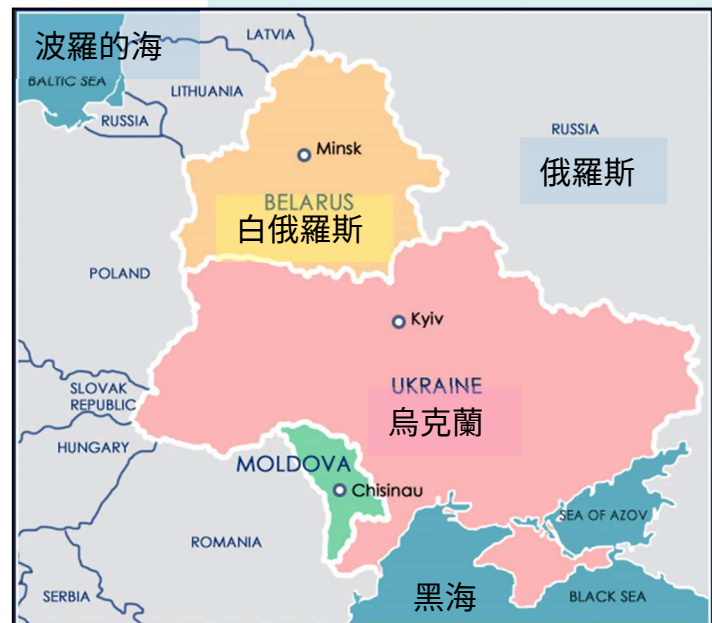 LATVIA
波羅的海
BALTIC SEA
LITHUANIA
RUSSIA
RUSSIA
Minsk
俄羅斯
BELARUS
白俄羅斯
POLAND
Kyiv
SLOVAK
REPUBLIC
UKRAINE
烏克蘭
HUNGARY
MOLDOVA
Chisinau
SEA OF AZOV
ROMANIA
SERBIA
黑海
BLACK SEA